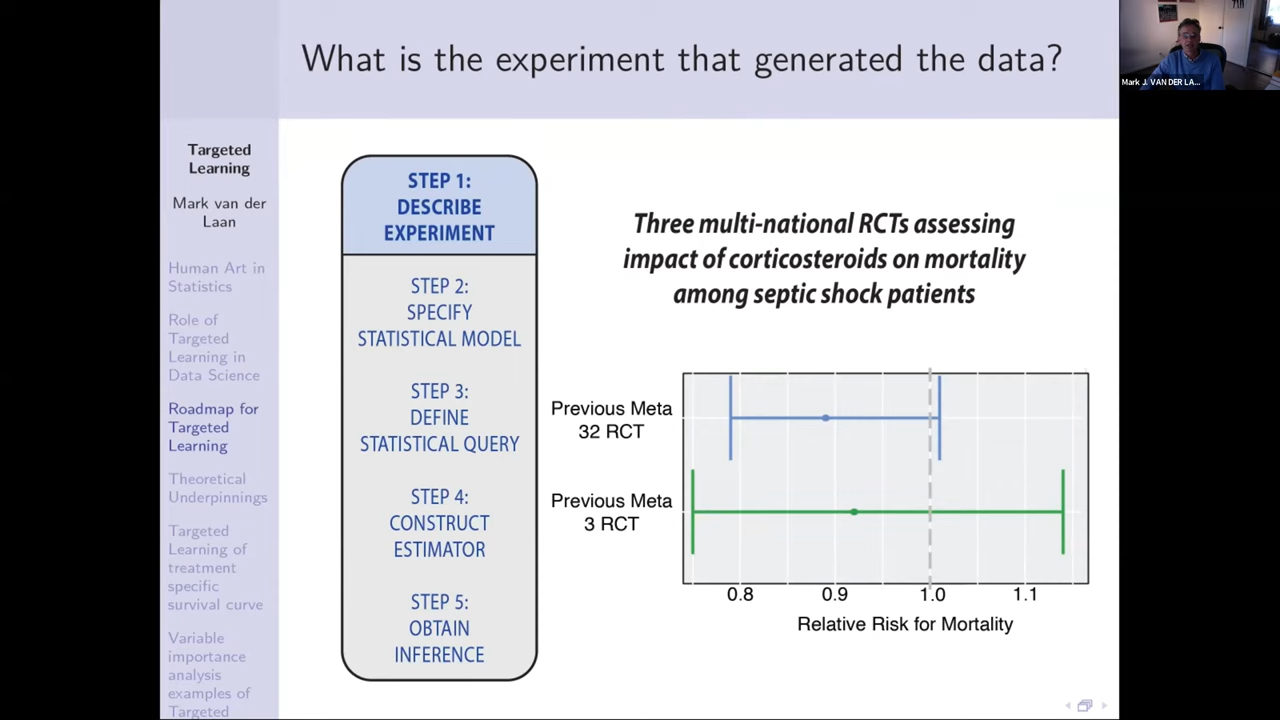 What is the experiment that generated the data?
Mark J. VAN DER LA...
Targeted
Learning
Mark van der
Laan
Human Art in
Statistics
Role of
Targeted
Learning in
Data Science
Roadmap for
Targeted
Learning
Theoretical
Underpinnings
Targeted
Learning of
treatment
specific
survival curve
Variable
importance
analysis
examples of
Targeted
STEP 1:
DESCRIBE
EXPERIMENT
STEP 2:
SPECIFY
STATISTICAL MODEL
STEP 3:
DEFINE
STATISTICAL QUERY
STEP 4:
CONSTRUCT
ESTIMATOR
STEP 5:
OBTAIN
INFERENCE
Three multi-national RCTs assessing
impact of corticosteroids on mortality
among septic shock patients
Previous Meta
32 RCT
Previous Meta
3 RCT
0.8 0.9 1.0 1.1
Relative Risk for Mortality